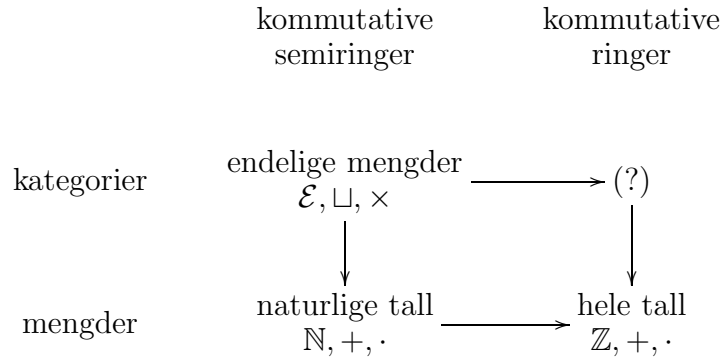 kommutative kommutative
semiringer ringer
endelige mengder
kategorier (?)
ℰ, ⊔, ×
naturlige tall hele tall
mengder
ℕ, +, · ℤ, +, ·